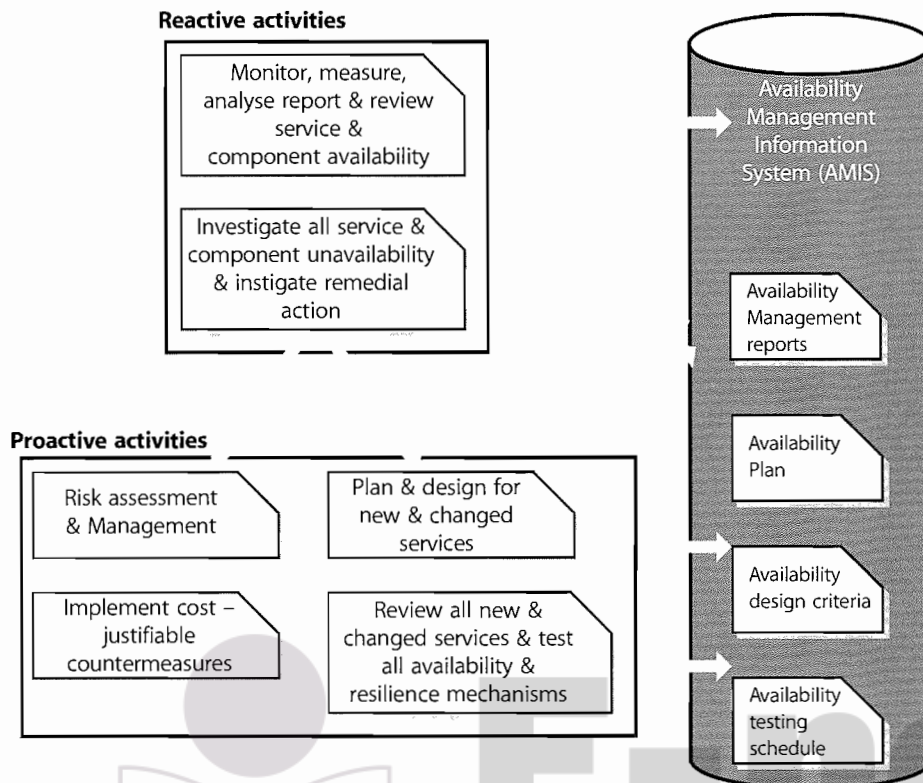 Reactive activities
Monitor, measure,
analyse report & review
service &
component availability
Investigate all service &
component unavailability
& instigate remedial
action
Proactive activities
Risk assessment
& Management
Plan & design for
new & changed
services
Implement cost –
justifiable
countermeasures
Review all new &
changed services & test
all availability &
resilience mechanisms
Availability
Management
Information
System (AMIS)
Availability
Management
reports
Availability
Plan
Availability
design criteria
Availability
testing
schedule